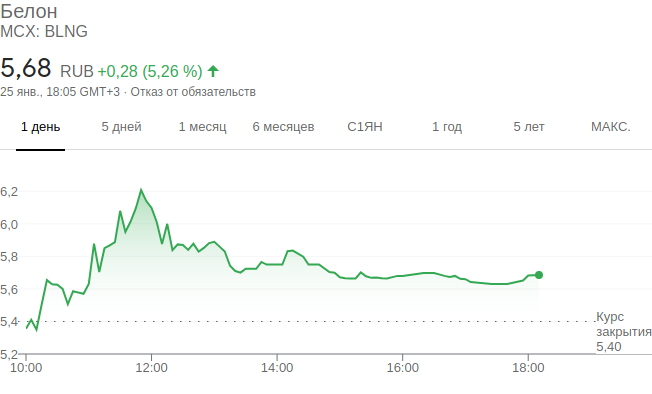 Белон
MCX: BLNG
5,68 RUB +0,28 (5,26 %)
25 янв., 18:05 GMT+3 · Отказ от обязательств
1 день 5 дней 1 месяц 6 месяцев С1ЯН 1 год 5 лет МАКС.
6,2
6,0
5,8
5,6
5,4
Курс
закрытия
5,40
5,2
10:00 12:00 14:00 16:00 18:00